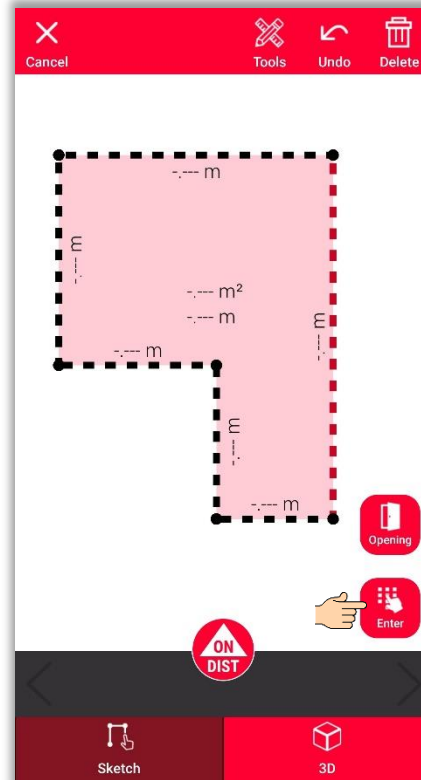 Cancel
Tools
Undo
Delete
-.--- m
-.--- m
-.--- m²
-.--- m
-.--- m
-.--- m
-.--- m
-.--- m
Opening
Enter
ON
DIST
Sketch
3D